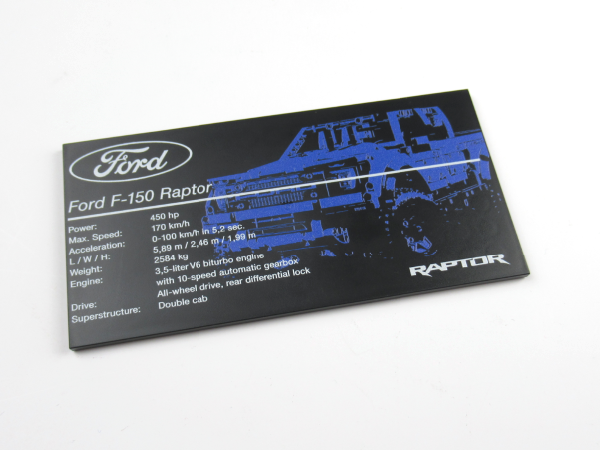 Ford
Ford F-150 Raptor
Power: 450 hp
Max. Speed: 170 km/h
Acceleration: 0-100 km/h in 5,2 sec.
L / W / H: 5,89 m / 2,46 m / 1,99 m
Weight: 2584 kg
Engine: 3,5-liter V6 biturbo engine
with 10-speed automatic gearbox
Drive: All-wheel drive, rear differential lock
Superstructure: Double cab
RAPTOR